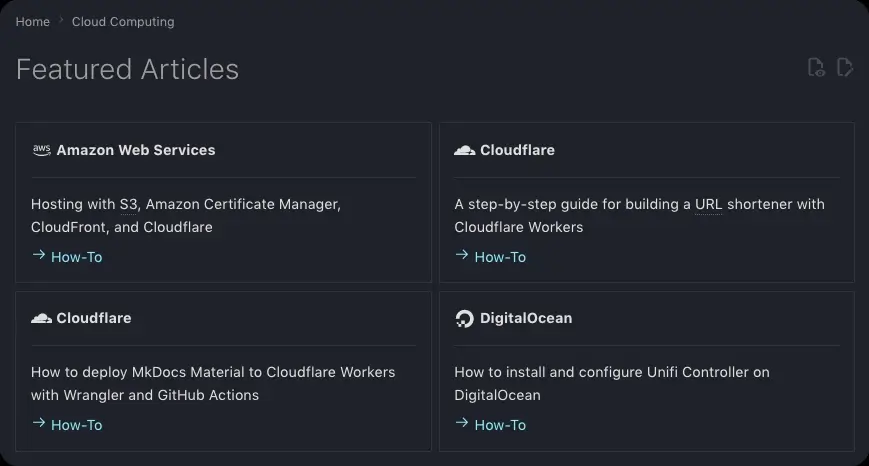 Home > Cloud Computing
Featured Articles
aws Amazon Web Services
Hosting with S3, Amazon Certificate Manager,
CloudFront, and Cloudflare
→ How-To
Cloudflare
A step-by-step guide for building a URL shortener with
Cloudflare Workers
→ How-To
Cloudflare
How to deploy MkDocs Material to Cloudflare Workers
with Wrangler and GitHub Actions
→ How-To
DigitalOcean
How to install and configure Unifi Controller on
DigitalOcean
→ How-To